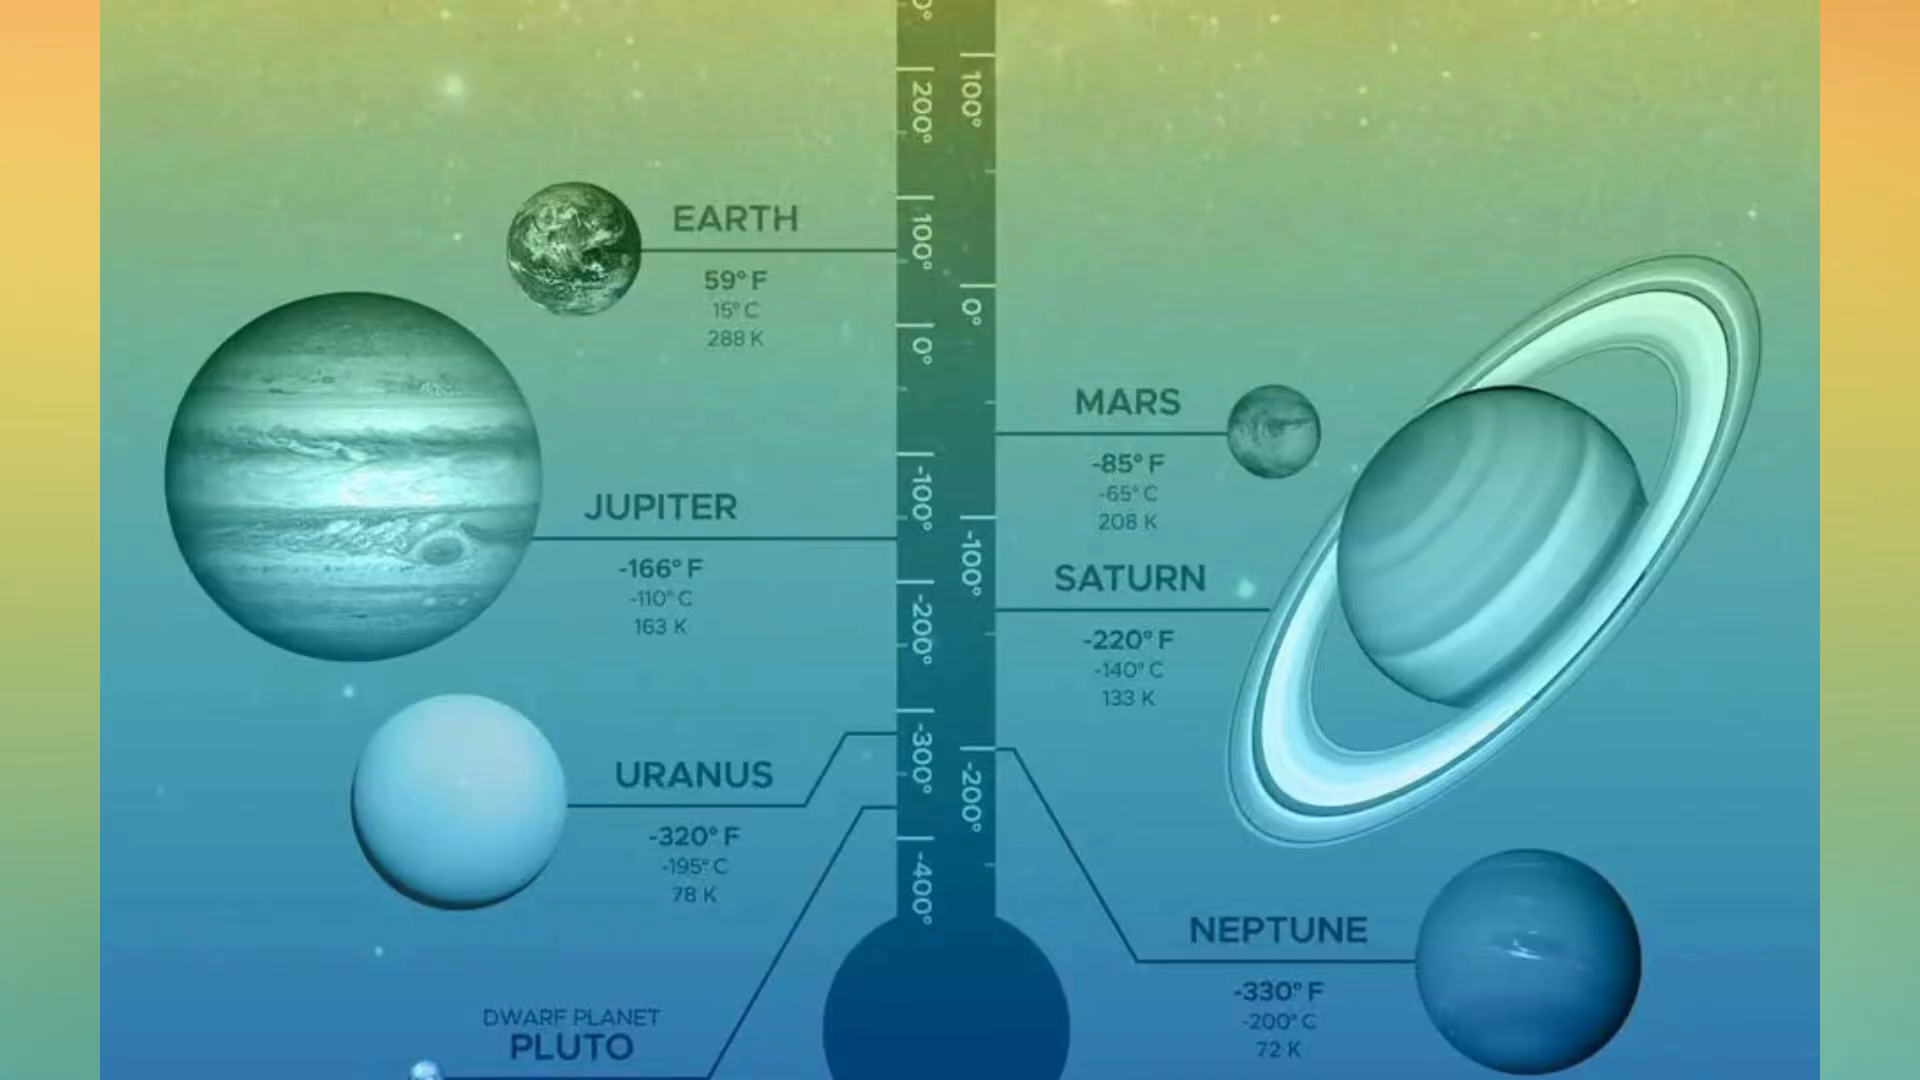 EARTH
59° F
15° C
288 K
MARS
-85° F
-65° C
208 K
JUPITER
-166° F
-110° C
163 K
SATURN
-220° F
-140° C
133 K
URANUS
-320° F
-195° C
78 K
NEPTUNE
-330° F
-200° C
72 K
DWARF PLANET
PLUTO
200°
100°
0°
-100°
-200°
-300°
-400°
100°
0°
-100°
-200°